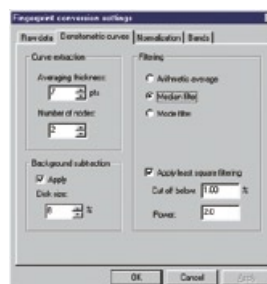 Fingerprint conversion settings
Raw data
Densitometric curves
Normalization
Bands
Curve extraction
Averaging thickness:
7 pts
Number of nodes:
2
Background subtraction
Apply
Disk size:
8 %
Filtering
Arithmetic average
Median filter
Mode filter
Apply least square filtering
Cut off below: 1.00 %
Power: 2.0
OK
Cancel
Apply